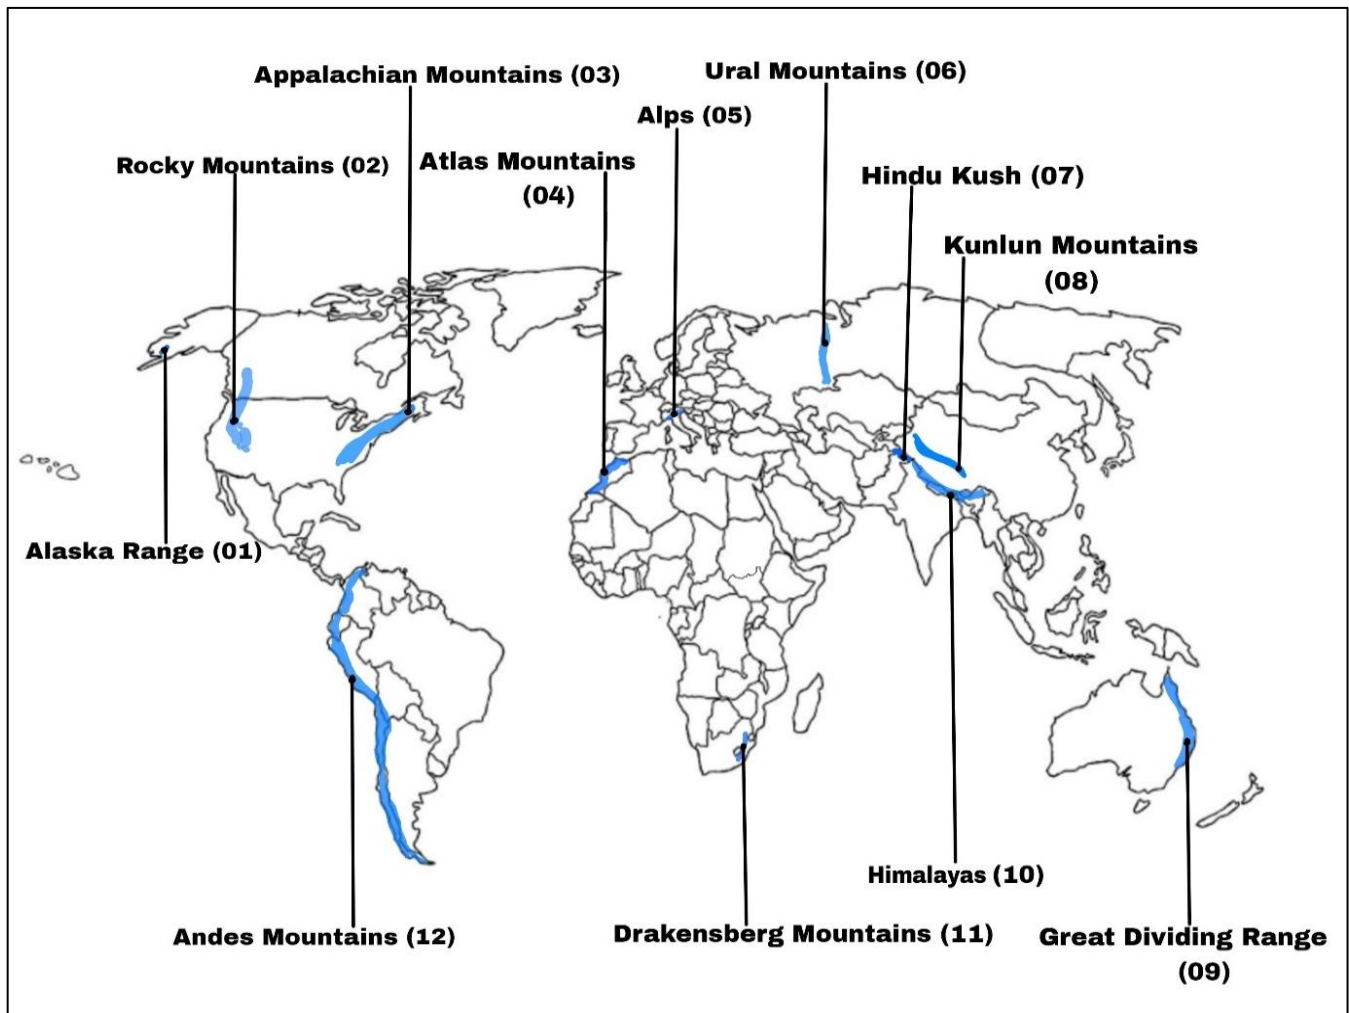 Appalachian Mountains (03)
Ural Mountains (06)
Alps (05)
Rocky Mountains (02)
Atlas Mountains
(04)
Hindu Kush (07)
Kunlun Mountains
(08)
Alaska Range (01)
Himalayas (10)
Andes Mountains (12)
Drakensberg Mountains (11)
Great Dividing Range
(09)